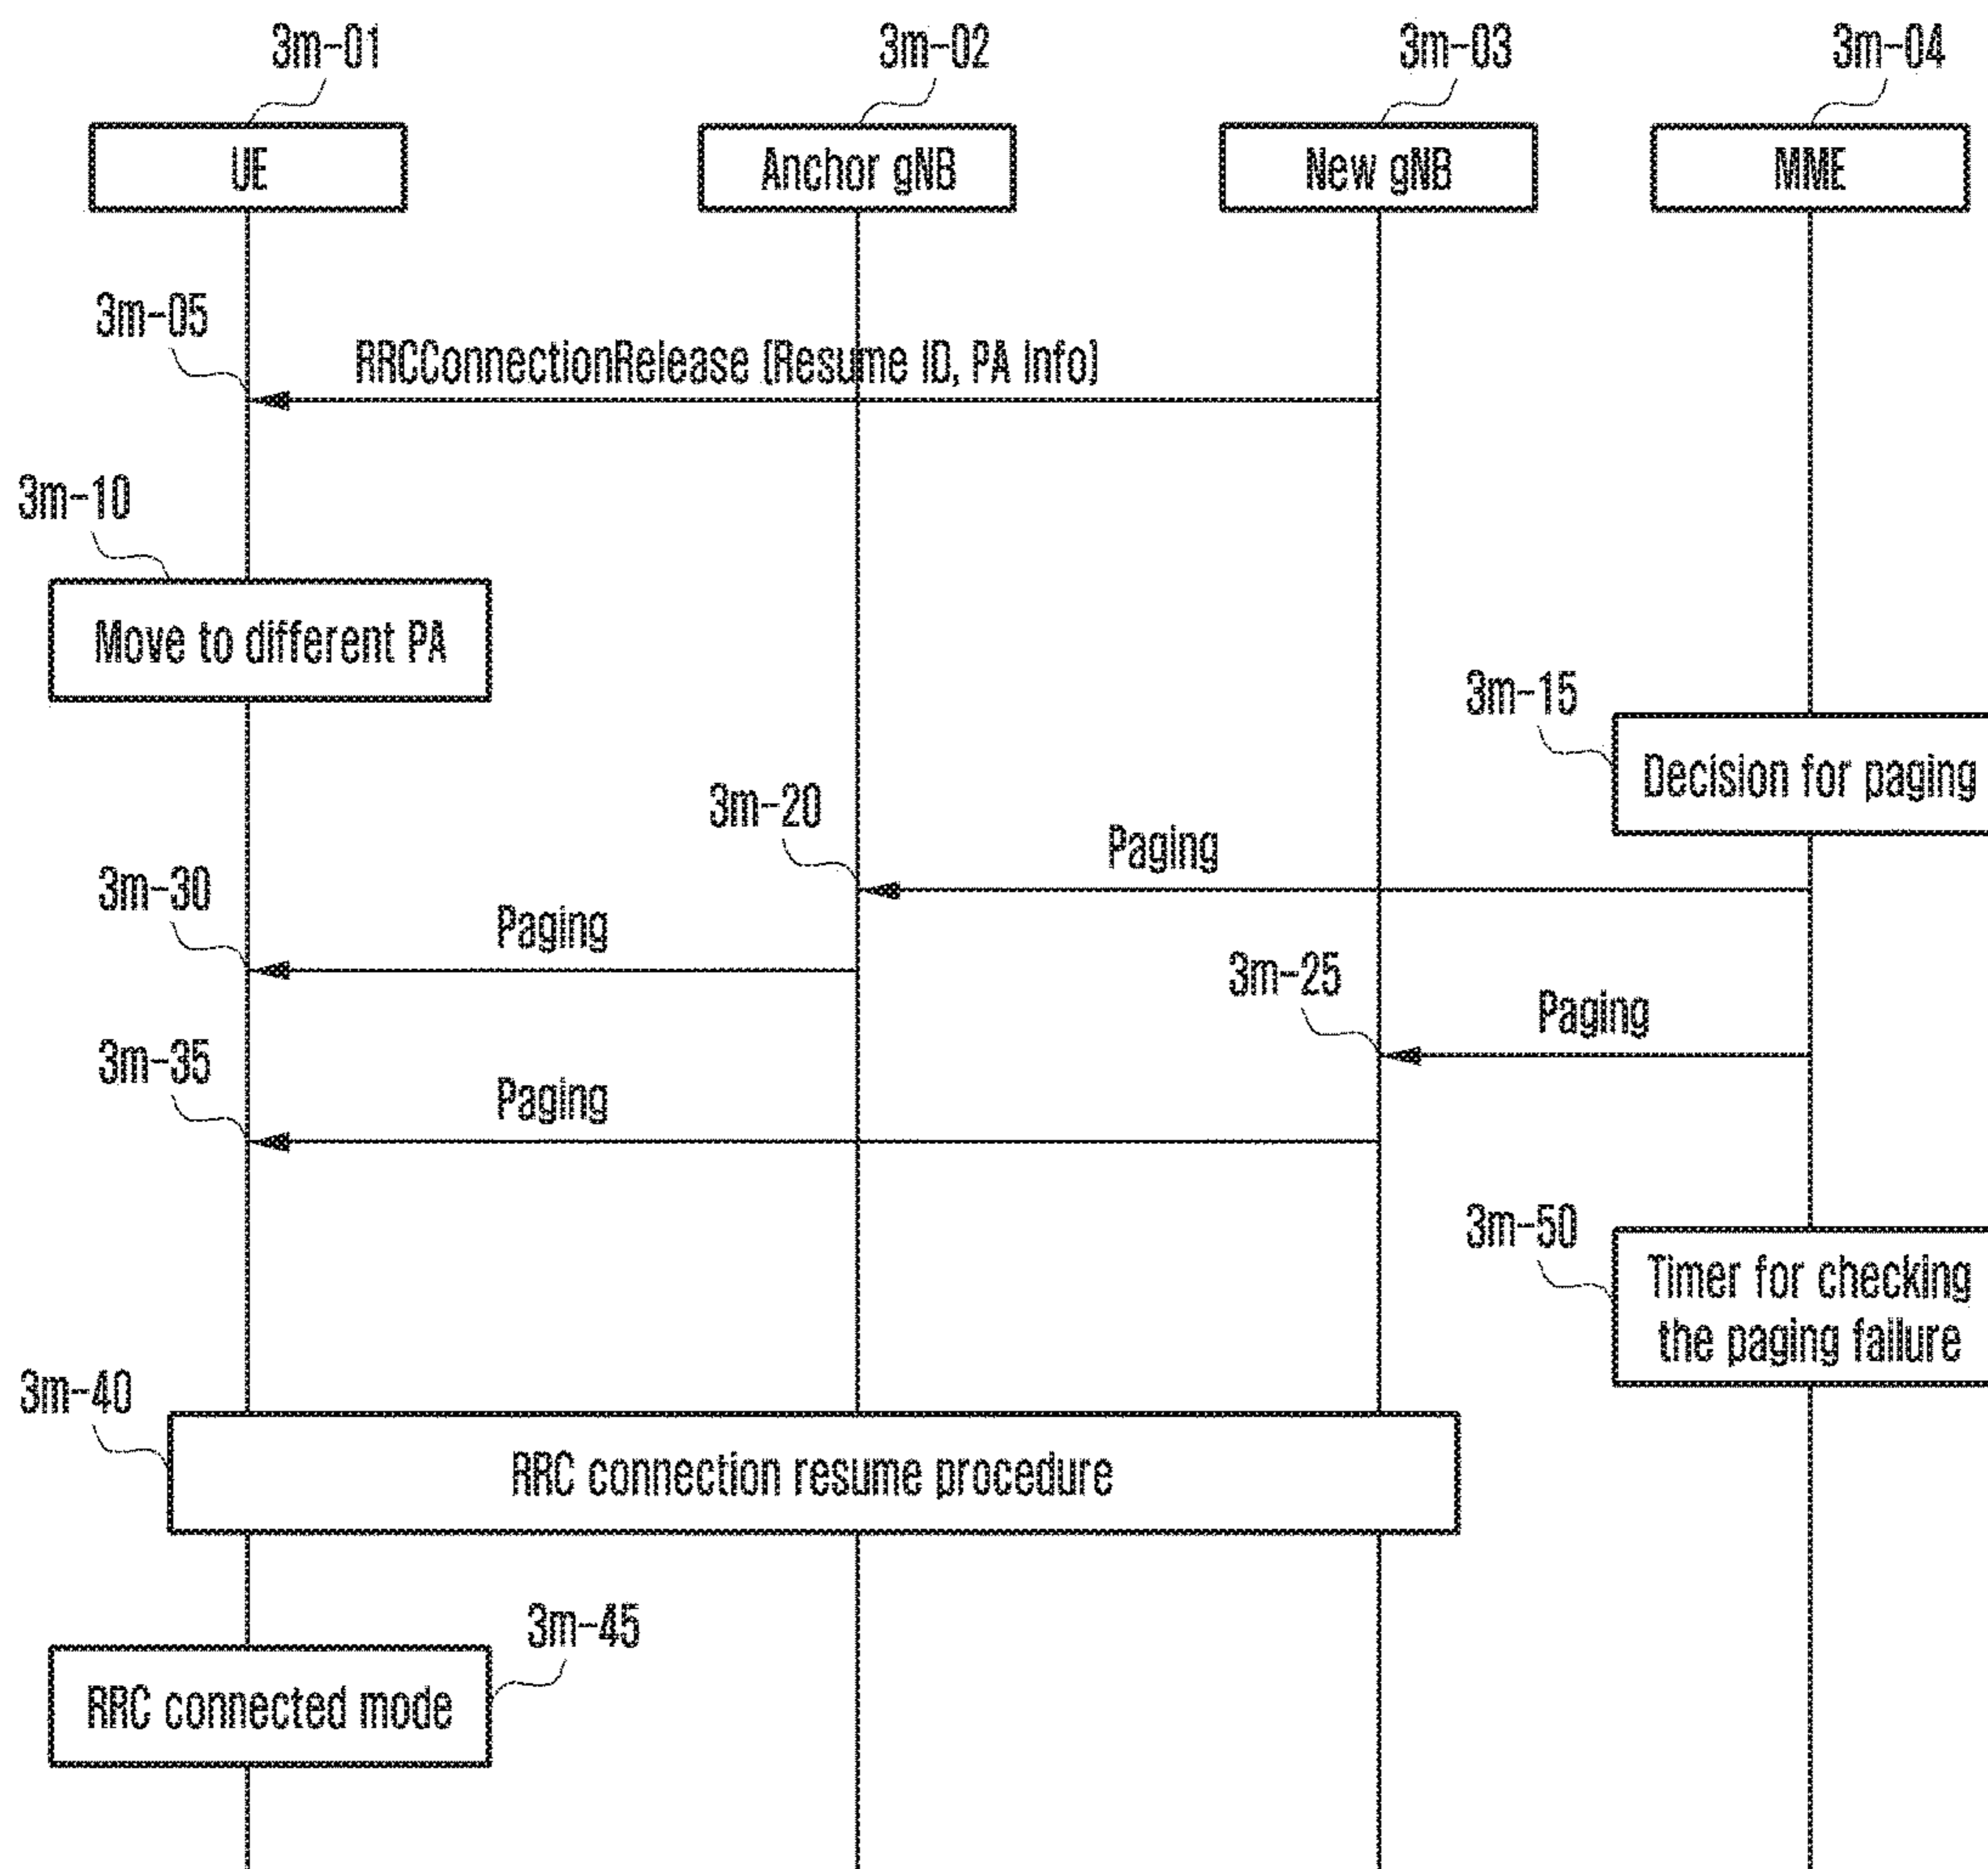 3m-01
3m-02
3m-03
3m-04
UE
Anchor gNB
New gNB
MME
3m-05
RRCConnectionRelease (Resume ID, PA info)
3m-10
Move to different PA
3m-15
Decision for paging
3m-20
Paging
3m-30
Paging
3m-25
Paging
3m-35
Paging
3m-50
Timer for checking
the paging failure
3m-40
RRC connection resume procedure
3m-45
RRC connected mode